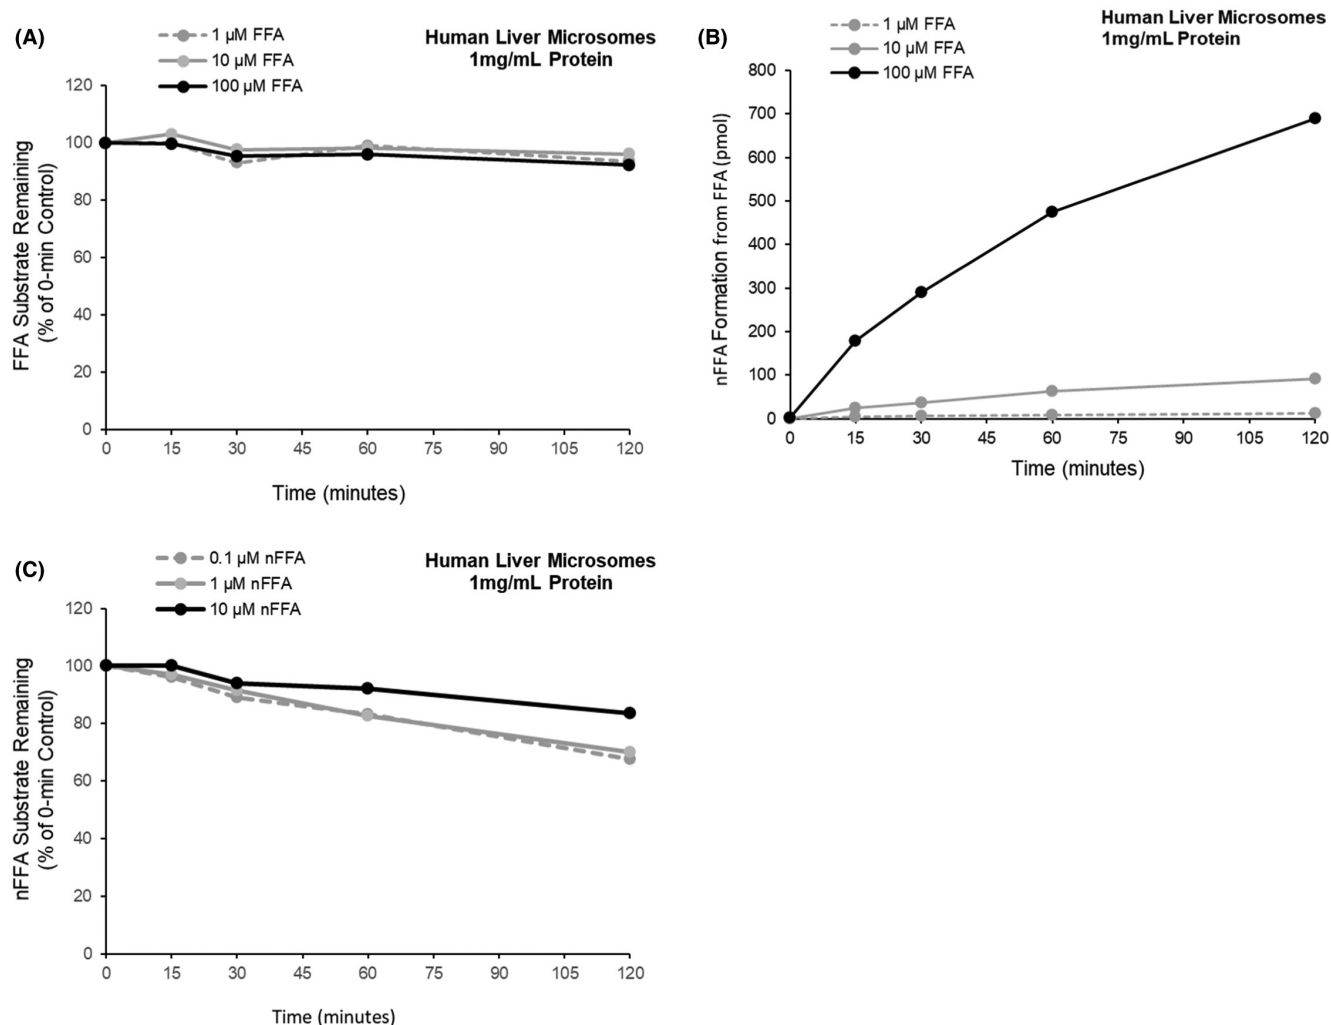 (A)
1 µM FFA
10 µM FFA
100 µM FFA
Human Liver Microsomes
1mg/mL Protein
FFA Substrate Remaining
(% of 0-min Control)
120
100
80
60
40
20
0
0 15 30 45 60 75 90 105 120
Time (minutes)
(B)
1 µM FFA
10 µM FFA
100 µM FFA
Human Liver Microsomes
1mg/mL Protein
nFFA Formation from FFA (pmol)
800
700
600
500
400
300
200
100
0
0 15 30 45 60 75 90 105 120
Time (minutes)
(C)
0.1 µM nFFA
1 µM nFFA
10 µM nFFA
Human Liver Microsomes
1mg/mL Protein
nFFA Substrate Remaining
(% of 0-min Control)
120
100
80
60
40
20
0
0 15 30 45 60 75 90 105 120
Time (minutes)